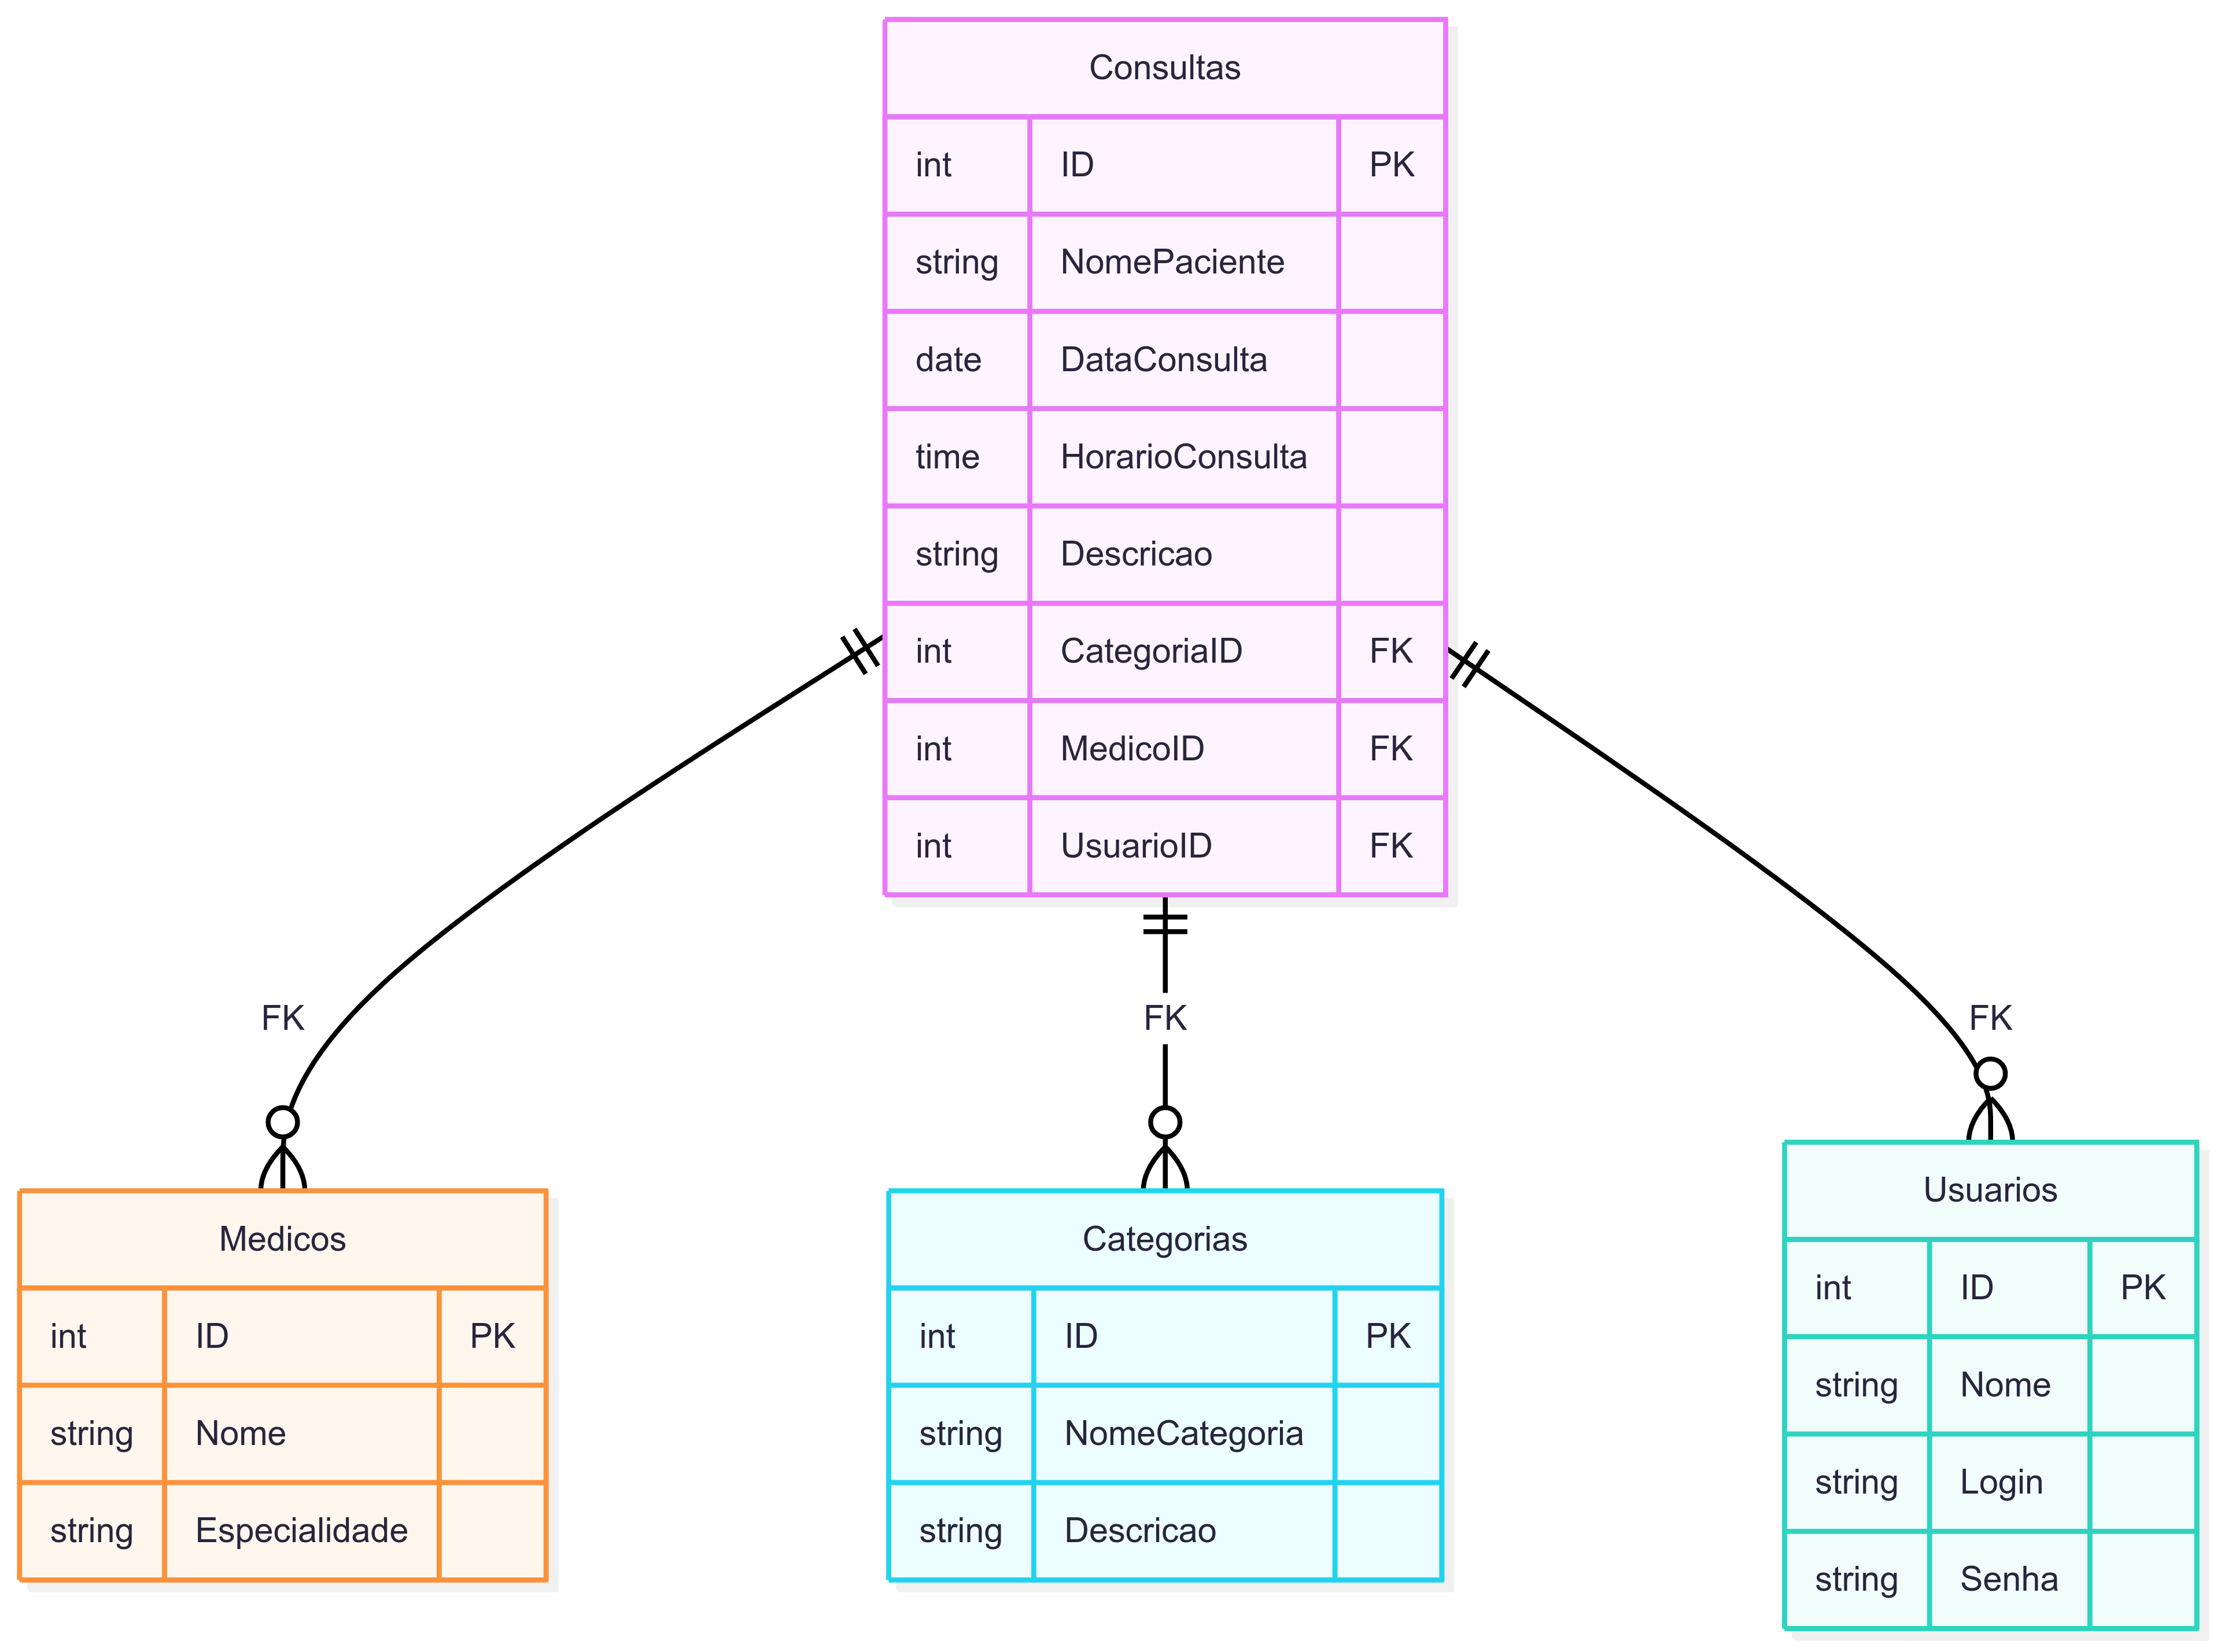 Consultas
int ID PK
string NomePaciente
date DataConsulta
time HorarioConsulta
string Descricao
int CategoriaID FK
int MedicoID FK
int UsuarioID FK
FK
FK
FK
Medicos
int ID PK
string Nome
string Especialidade
Categorias
int ID PK
string NomeCategoria
string Descricao
Usuarios
int ID PK
string Nome
string Login
string Senha